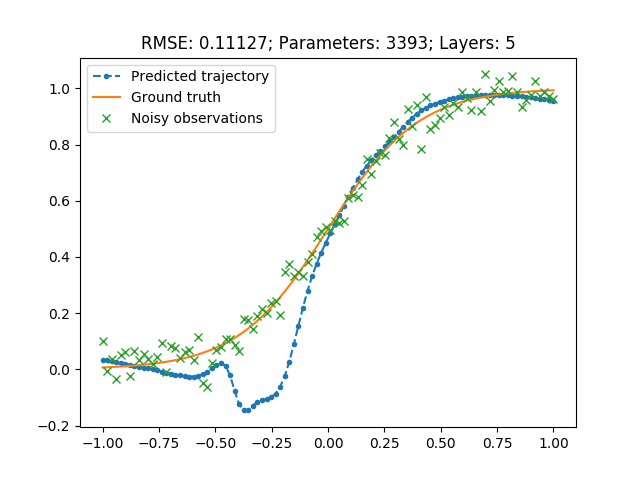 RMSE: 0.11127; Parameters: 3393; Layers: 5
Predicted trajectory
Ground truth
Noisy observations
1.0
0.8
0.6
0.4
0.2
0.0
−0.2
−1.00 −0.75 −0.50 −0.25 0.00 0.25 0.50 0.75 1.00